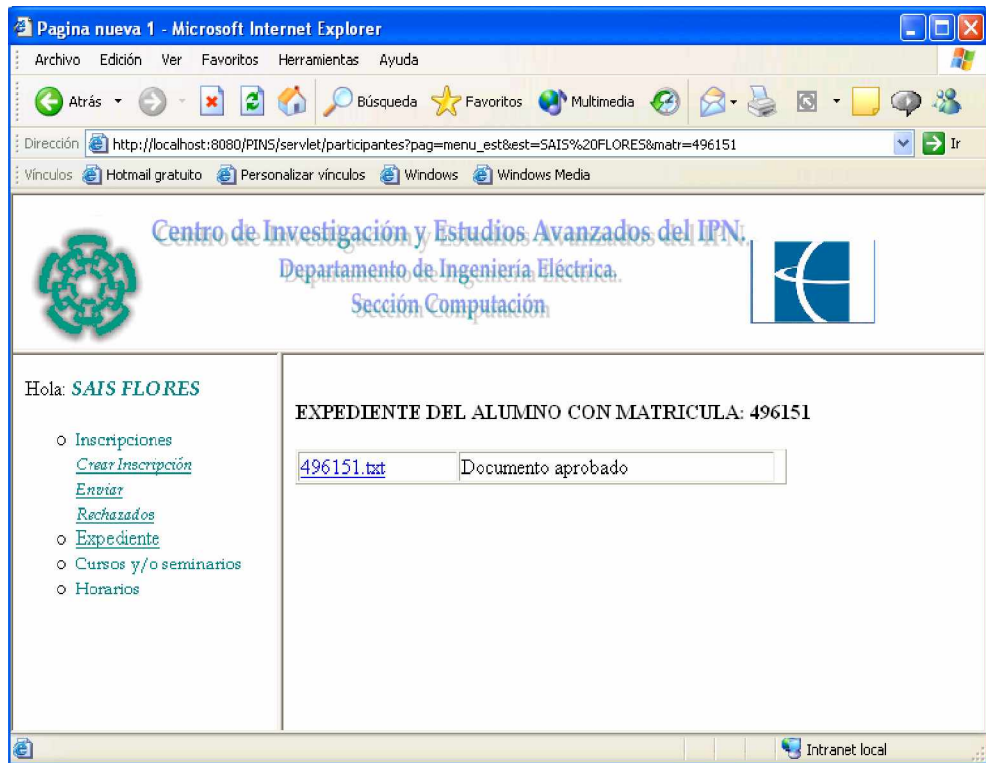 Pagina nueva 1 - Microsoft Internet Explorer
Archivo Edición Ver Favoritos Herramientas Ayuda
Atrás Búsqueda Favoritos Multimedia
Dirección http://localhost:8080/PINS/servlet/participantes?pag=menu_est&est=SAIS%20FLORES&matr=496151 Ir
Vínculos Hotmail gratuito Personalizar vínculos Windows Windows Media
Centro de Investigación y Estudios Avanzados del IPN.
Departamento de Ingeniería Eléctrica.
Sección Computación
Hola: SAIS FLORES
Inscripciones
Crear Inscripción
Enviar
Rechazados
Expediente
Cursos y/o seminarios
Horarios
EXPEDIENTE DEL ALUMNO CON MATRICULA: 496151
496151.txt Documento aprobado
Intranet local